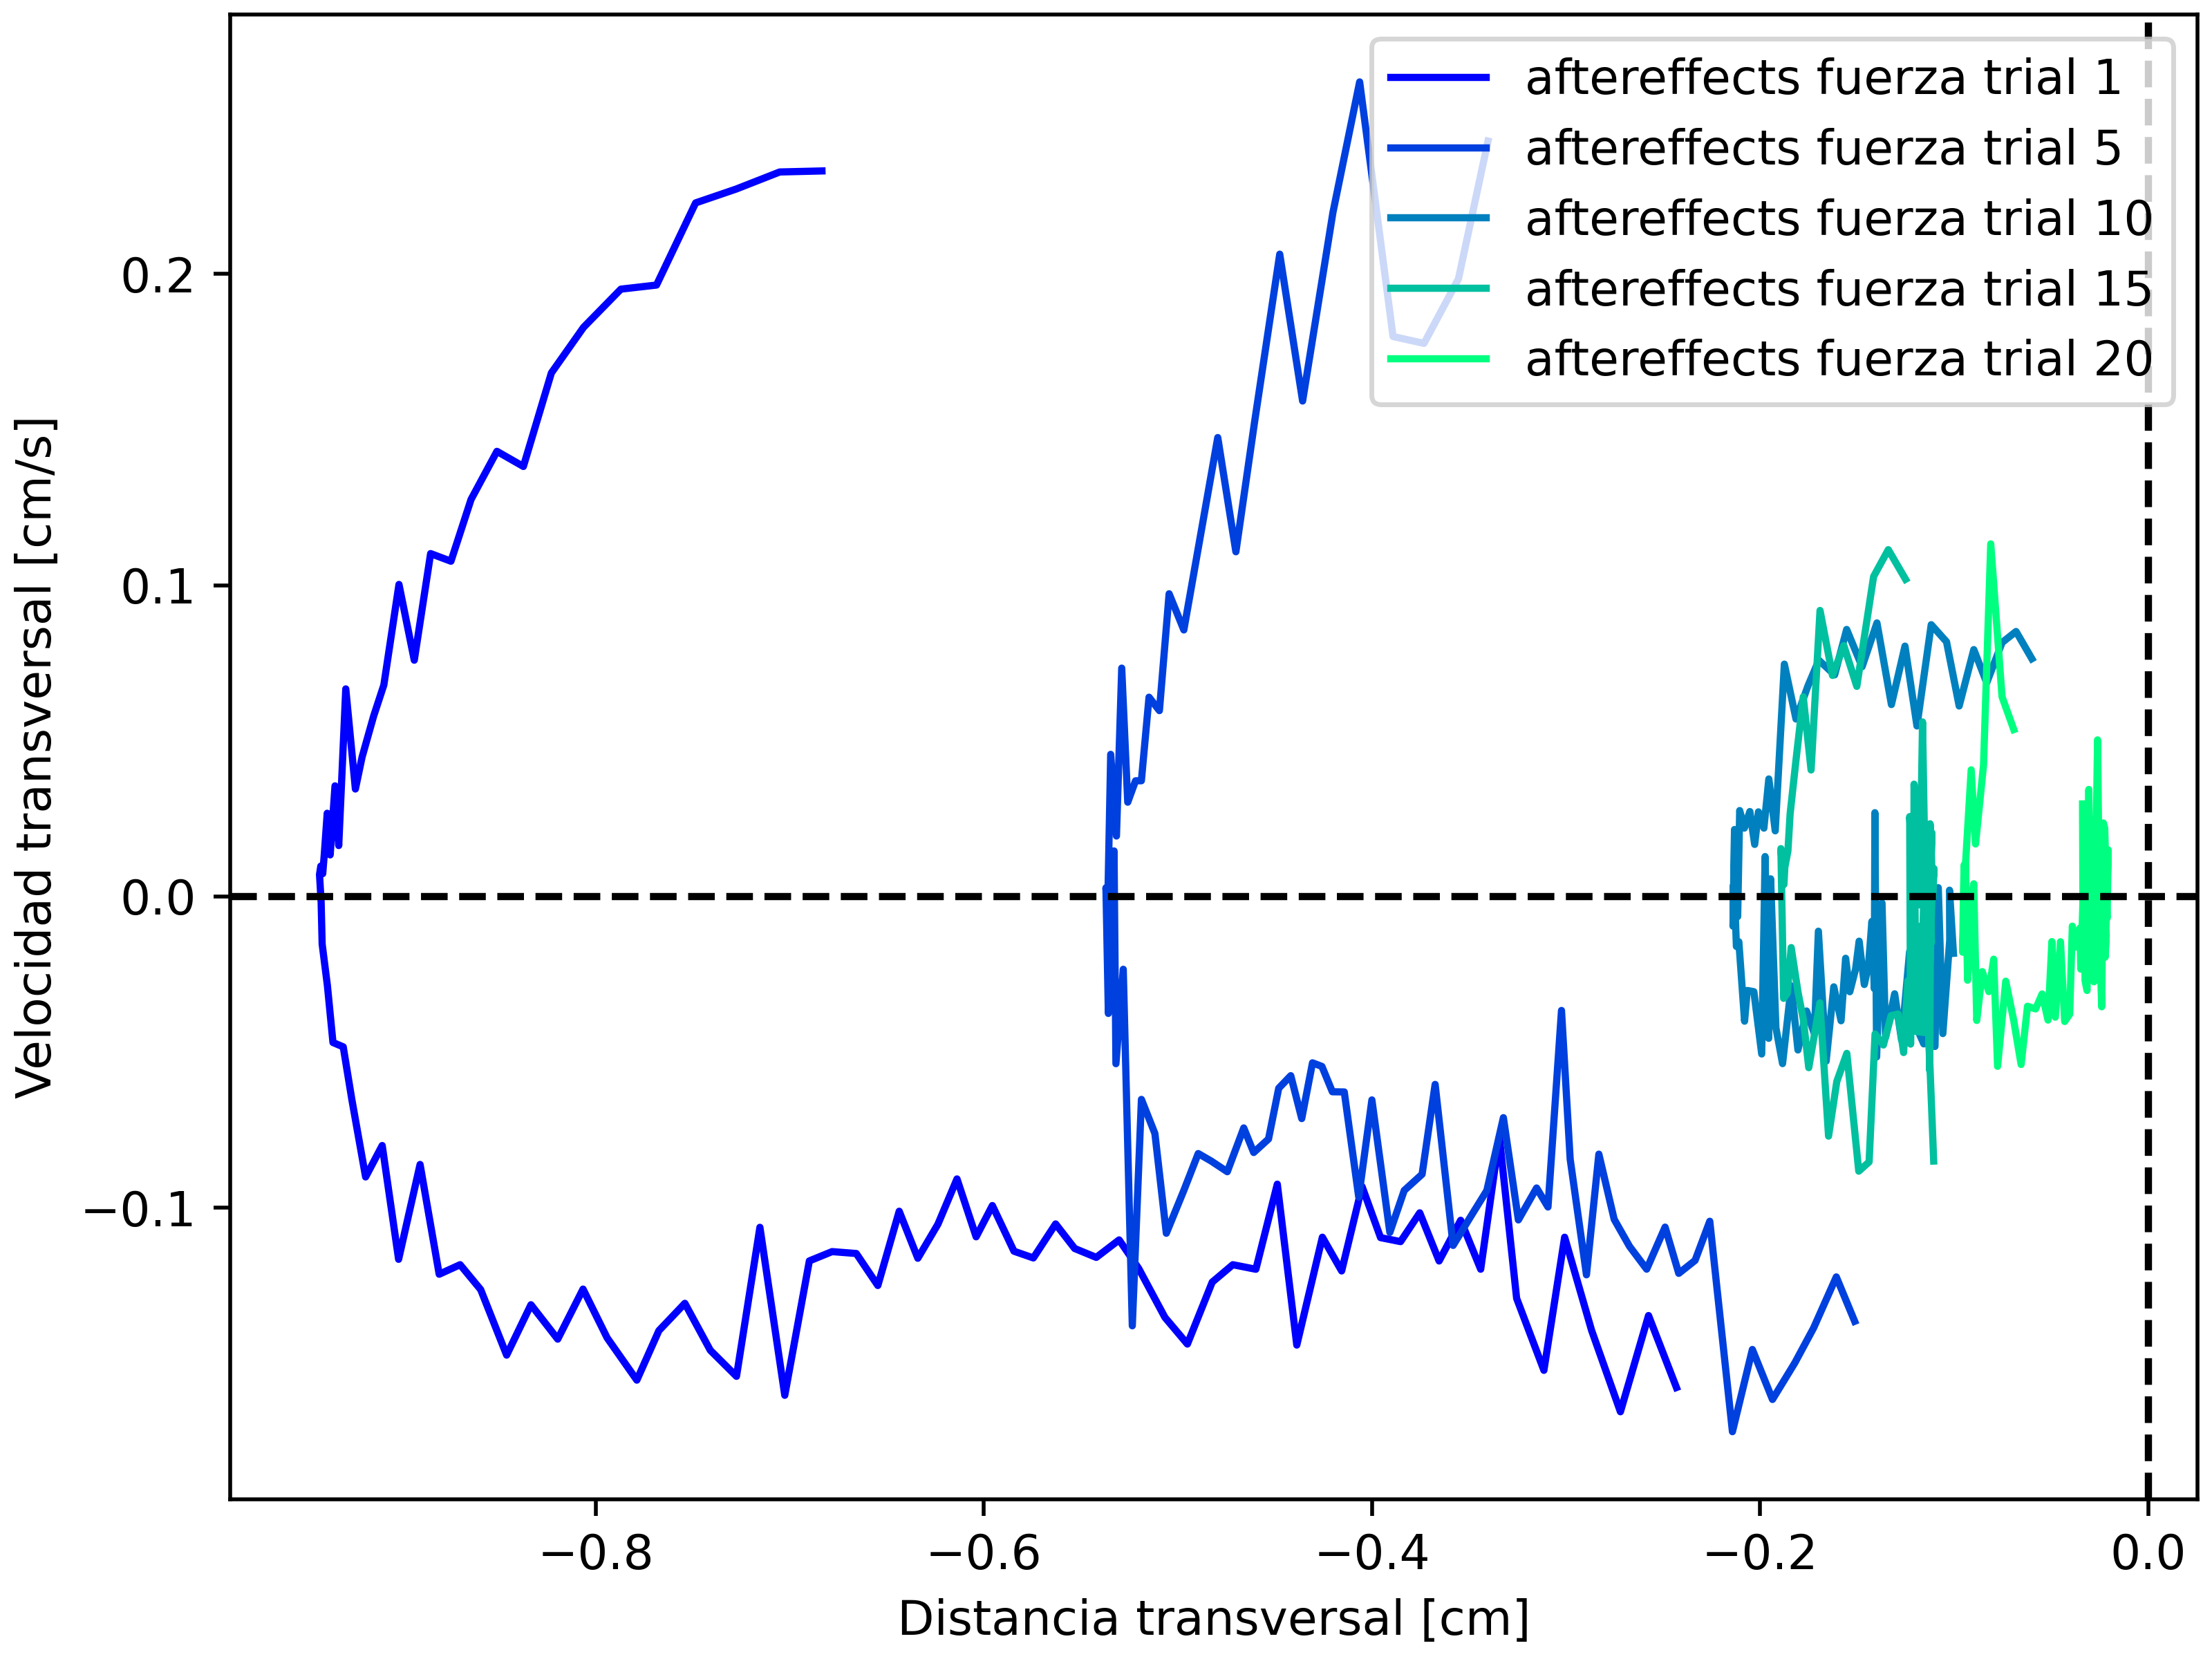 aftereffects fuerza trial 1
aftereffects fuerza trial 5
aftereffects fuerza trial 10
aftereffects fuerza trial 15
aftereffects fuerza trial 20
Velocidad transversal [cm/s]
0.2
0.1
0.0
−0.1
−0.8
−0.6
−0.4
−0.2
0.0
Distancia transversal [cm]